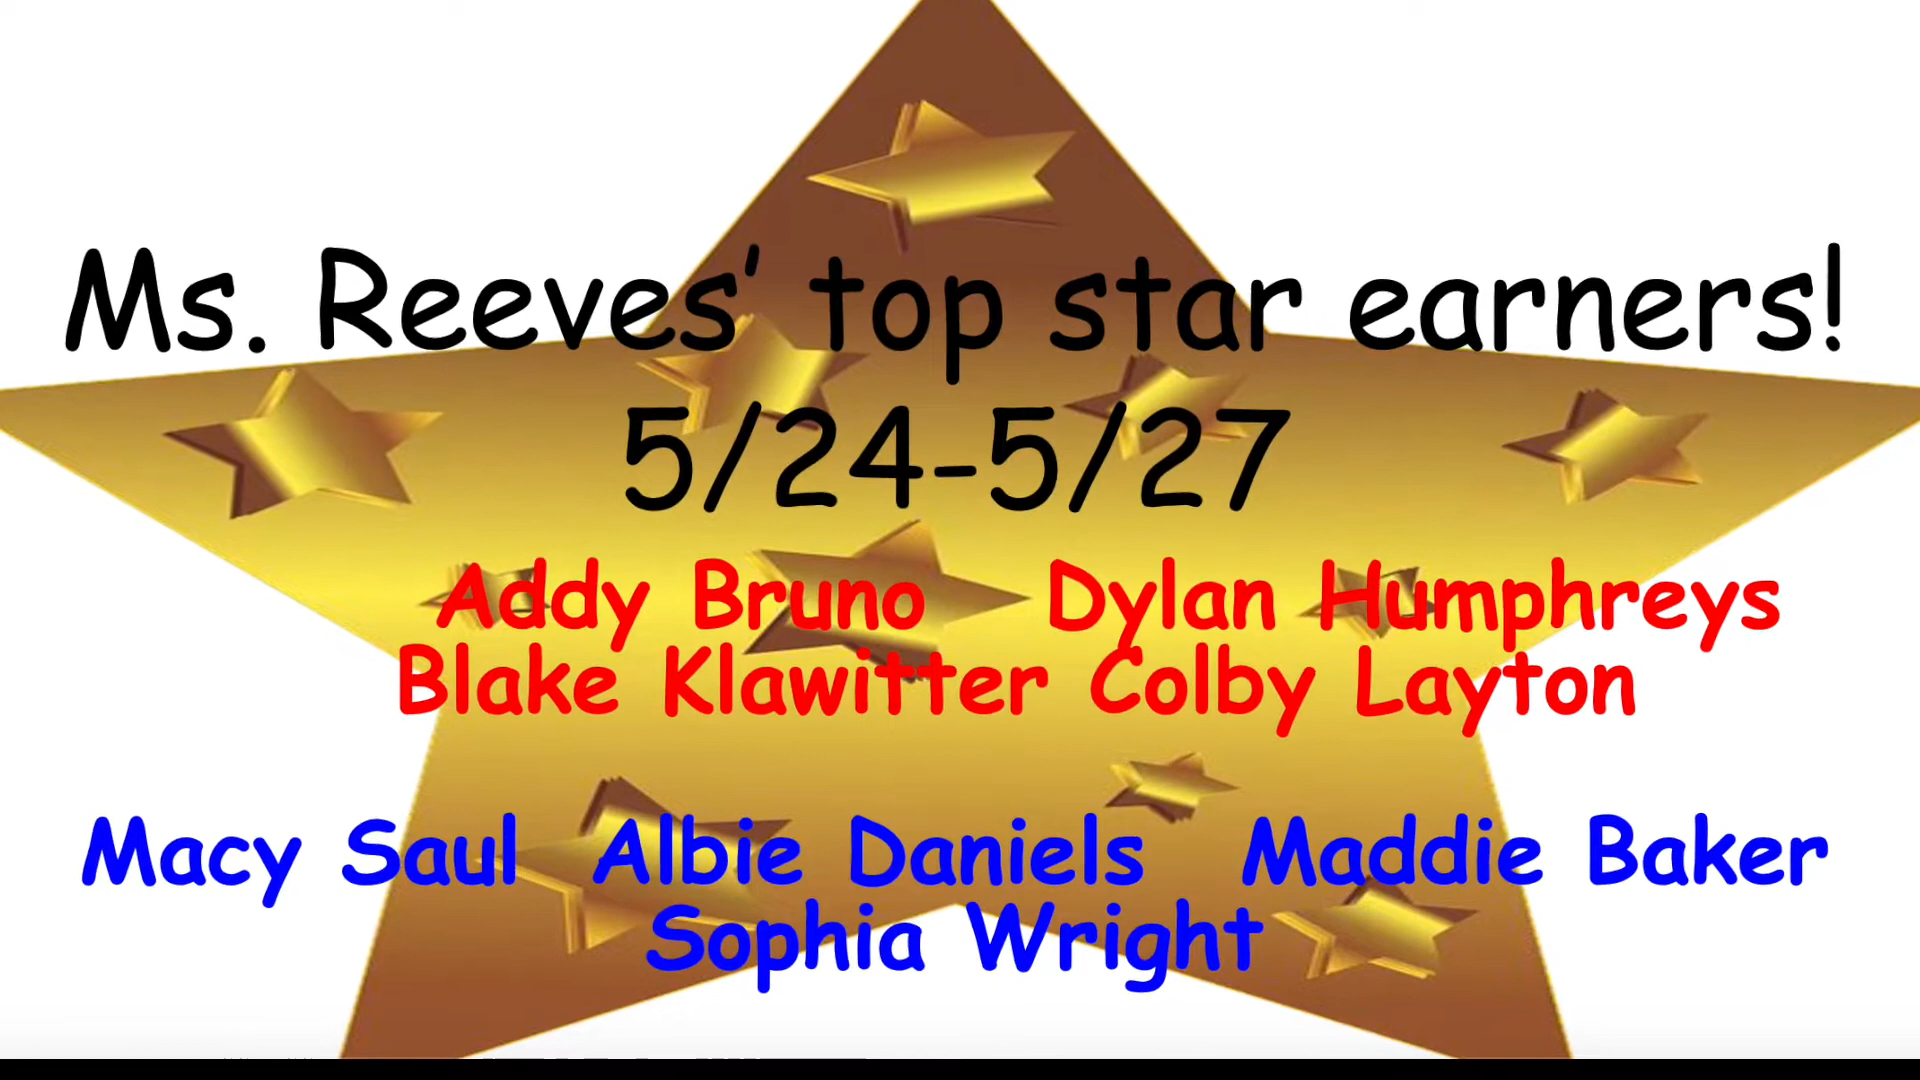 Ms. Reeves' top star earners!
5/24-5/27
Addy Bruno Dylan Humphreys
Blake Klawitter Colby Layton
Macy Saul Albie Daniels Maddie Baker
Sophia Wright